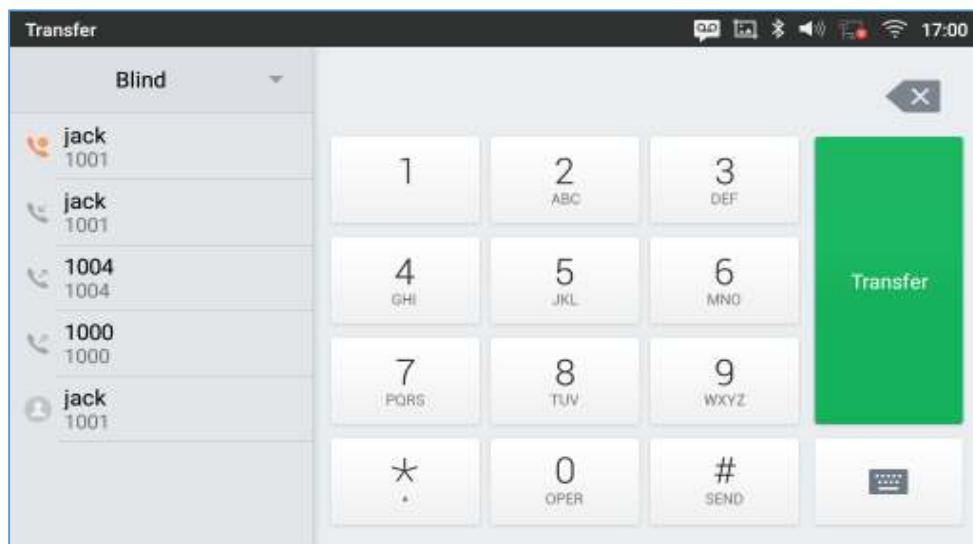 Transfer 17:00
Blind
jack
1001
jack
1001
1004
1004
1000
1000
jack
1001
1 2 3
ABC DEF
4 5 6
GHI JKL MNO
Transfer
7 8 9
PQRS TUV WXYZ
* 0 #
OPER SEND